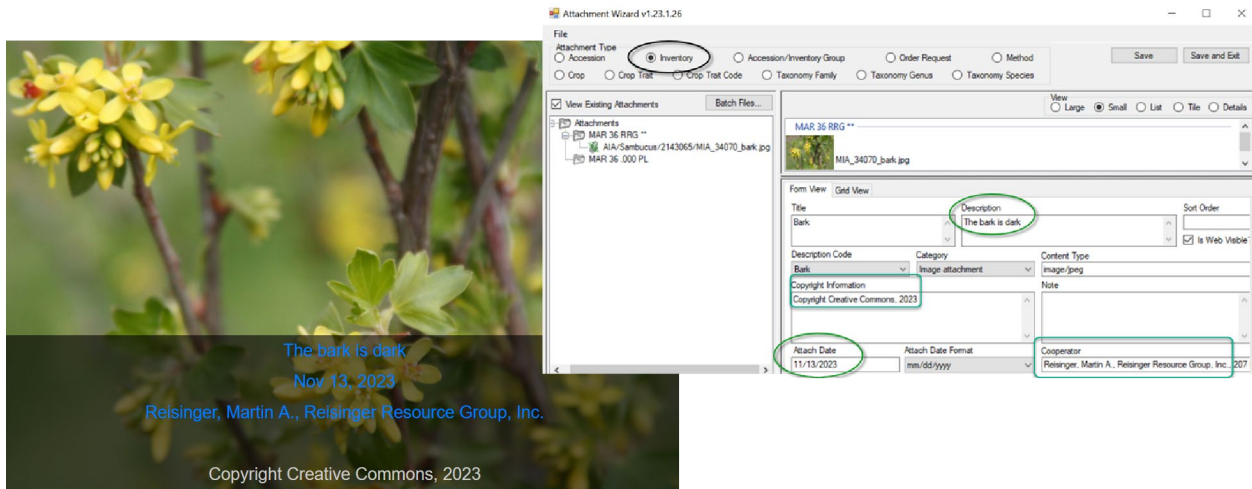 The bark is dark
Nov 13, 2023
Reisinger, Martin A., Reisinger Resource Group, Inc.
Copyright Creative Commons, 2023
Attachment Wizard v1.23.1.26
File
Attachment Type
Accession Inventory Accession/Inventory Group Order Request Method
Crop Crop Trait Crop Trait Code Taxonomy Family Taxonomy Genus Taxonomy Species
Save Save and Exit
View Existing Attachments Batch Files...
Attachments
MAR 36 RRG **
AIA/Sambucus/2143065/MIA_34070_bark.jpg
MAR 36 .000 PL
View
Large Small List Tile Details
MAR 36 RRG **
MIA_34070_bark.jpg
Form View Grid View
Title Description Sort Order
Bark The bark is dark
Is Web Visible?
Description Code Category Content Type
Bark Image attachment image/jpeg
Copyright Information Note
Copyright Creative Commons, 2023
Attach Date Attach Date Format Cooperator
11/13/2023 mm/dd/yyyy Reisinger, Martin A., Reisinger Resource Group, Inc., 207